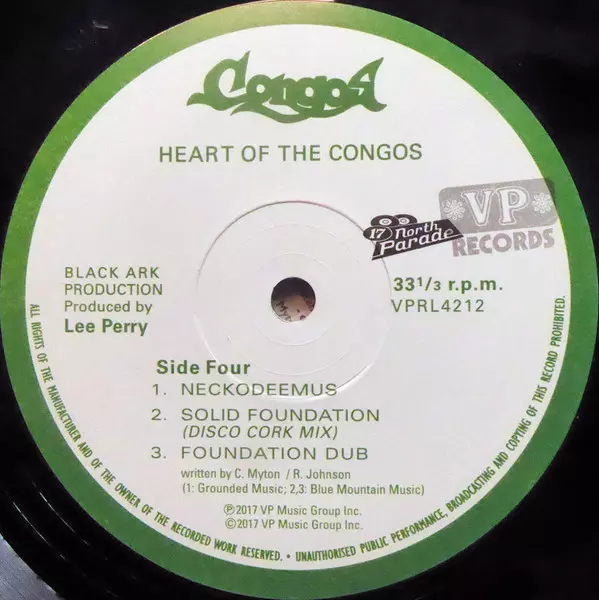 Congos
HEART OF THE CONGOS
17 North
Parade
VP
RECORDS
BLACK ARK
PRODUCTION
Produced by
Lee Perry
33 1/3 r.p.m.
VPRL4212
Side Four
1. NECKODEEMUS
2. SOLID FOUNDATION
(DISCO CORK MIX)
3. FOUNDATION DUB
written by C. Myton / R. Johnson
(1: Grounded Music; 2,3: Blue Mountain Music)
℗2017 VP Music Group Inc.
©2017 VP Music Group Inc.
ALL RIGHTS OF THE MANUFACTURER AND OF THE OWNER OF THE RECORDED WORK RESERVED. • UNAUTHORISED PUBLIC PERFORMANCE, BROADCASTING AND COPYING OF THIS RECORD PROHIBITED.